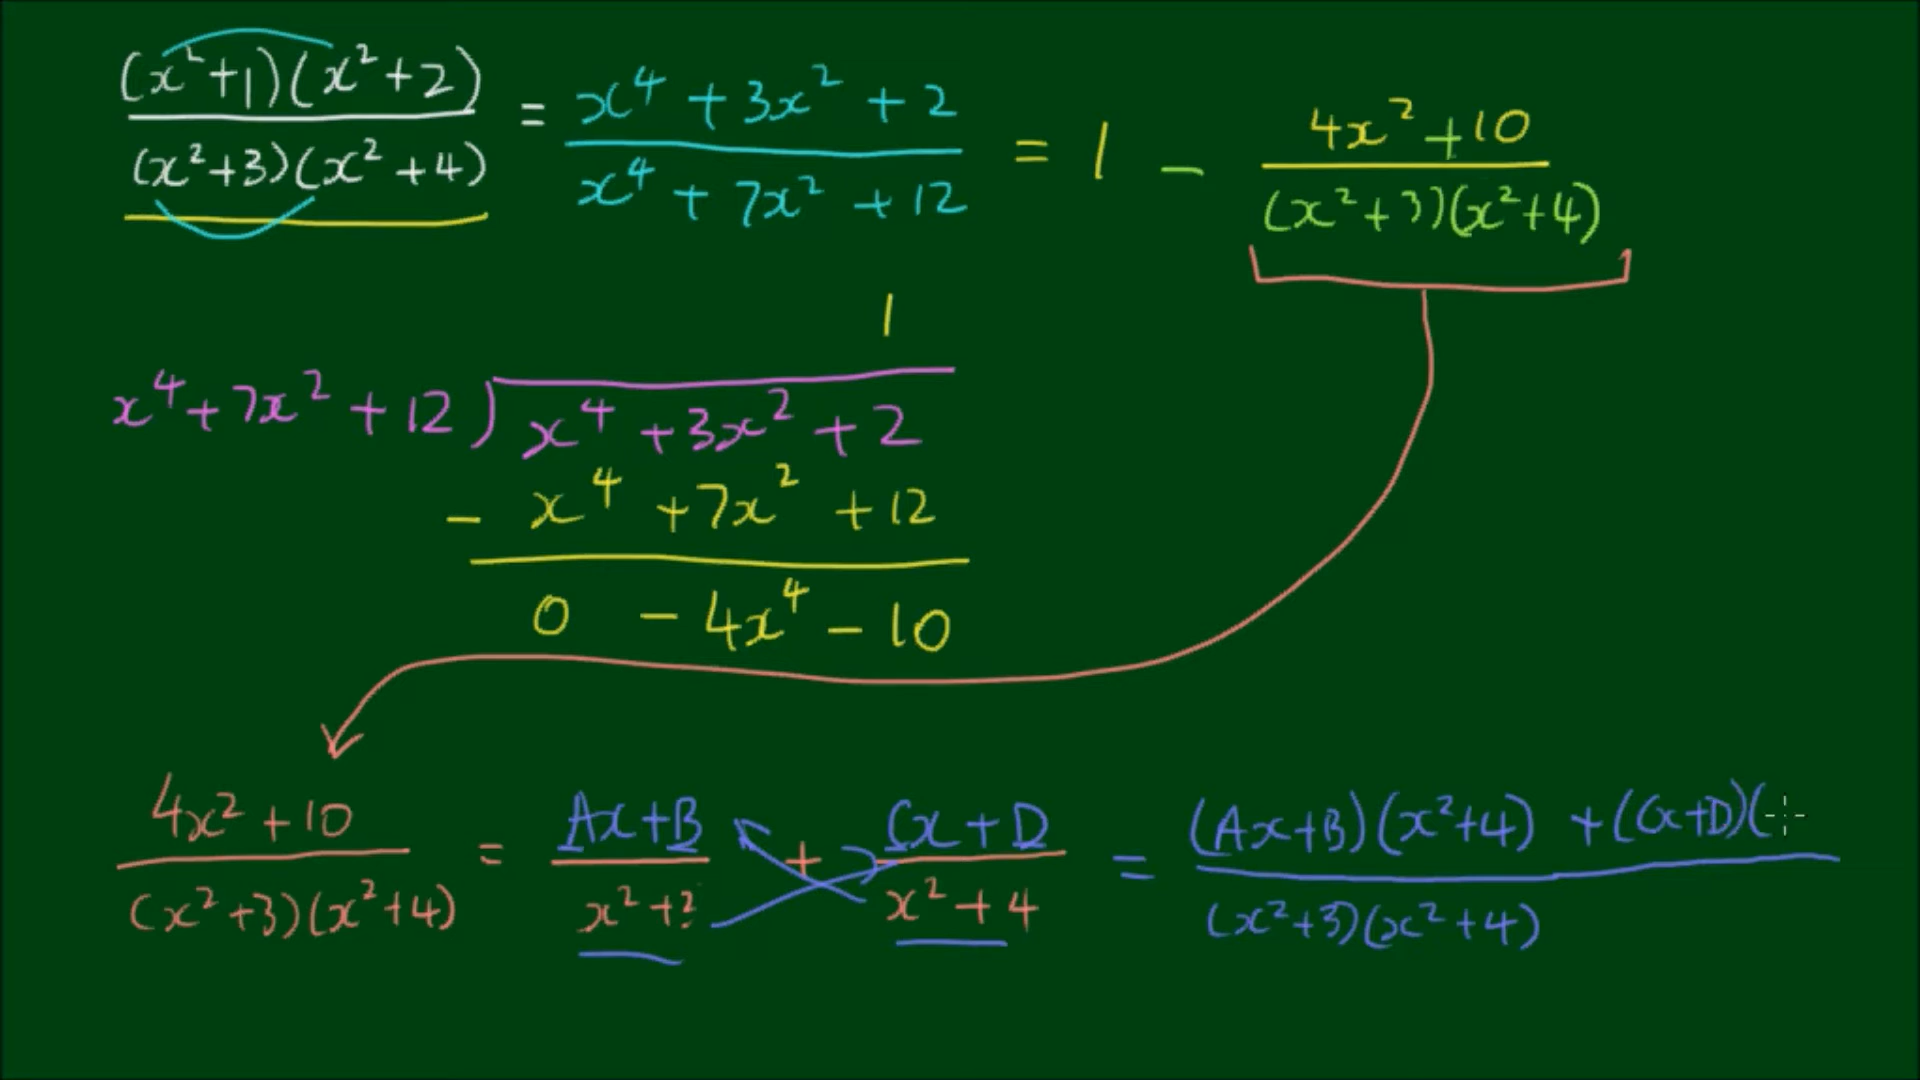 (x²+1)(x²+2) / (x²+3)(x²+4) = x⁴ + 3x² + 2 / x⁴ + 7x² + 12 = 1 - 4x² + 10 / (x²+3)(x²+4)
1
x⁴ + 7x² + 12 ) x⁴ + 3x² + 2
- x⁴ + 7x² + 12
0 - 4x⁴ - 10
4x² + 10 / (x²+3)(x²+4) = Ax+B / x²+3 + Cx+D / x²+4 = (Ax+B)(x²+4) + (Cx+D)( / (x²+3)(x²+4)